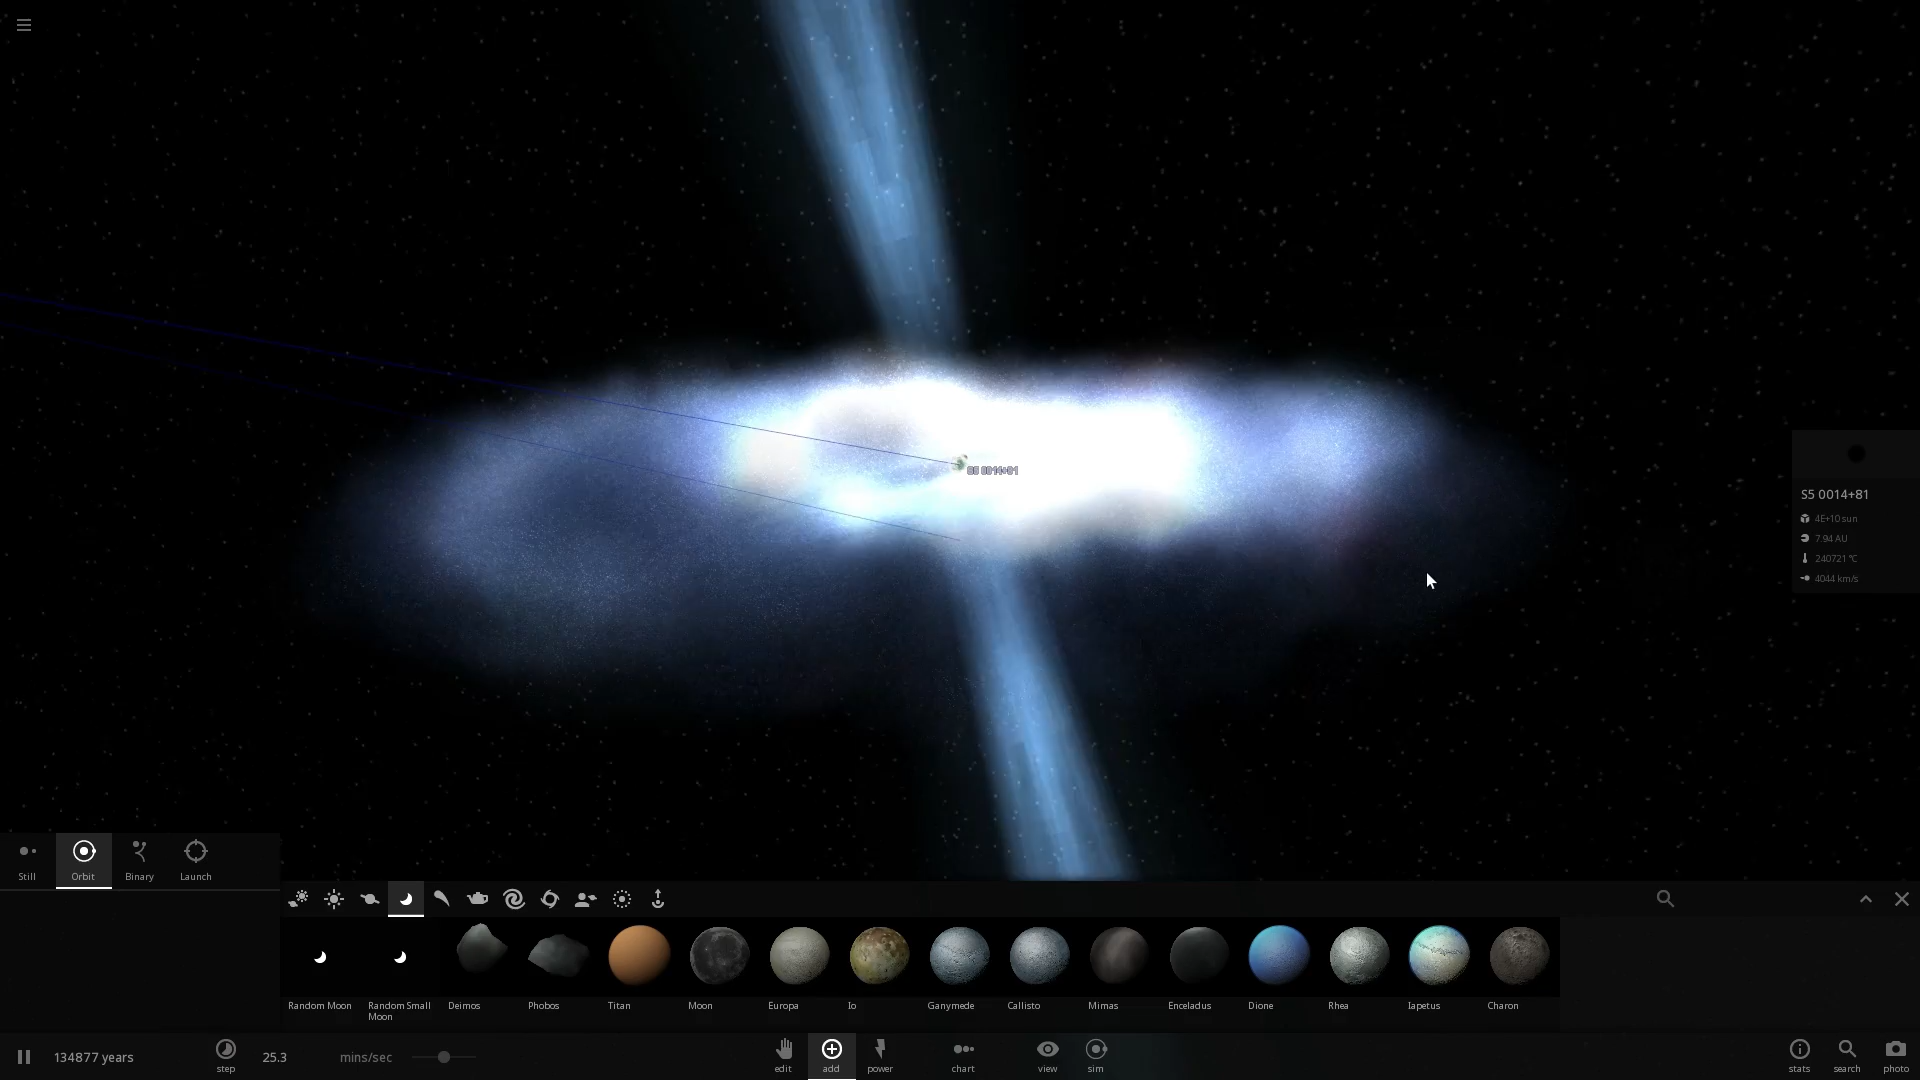 S5 0014+81
S5 0014+81
4E+10 sun
7.94 AU
240721 °C
4044 km/s
Still
Orbit
Binary
Launch
Random Moon
Random Small
Moon
Deimos
Phobos
Titan
Moon
Europa
Io
Ganymede
Callisto
Mimas
Enceladus
Dione
Rhea
Iapetus
Charon
134877 years
step
25.3
mins/sec
edit
add
power
chart
view
sim
stats
search
photo